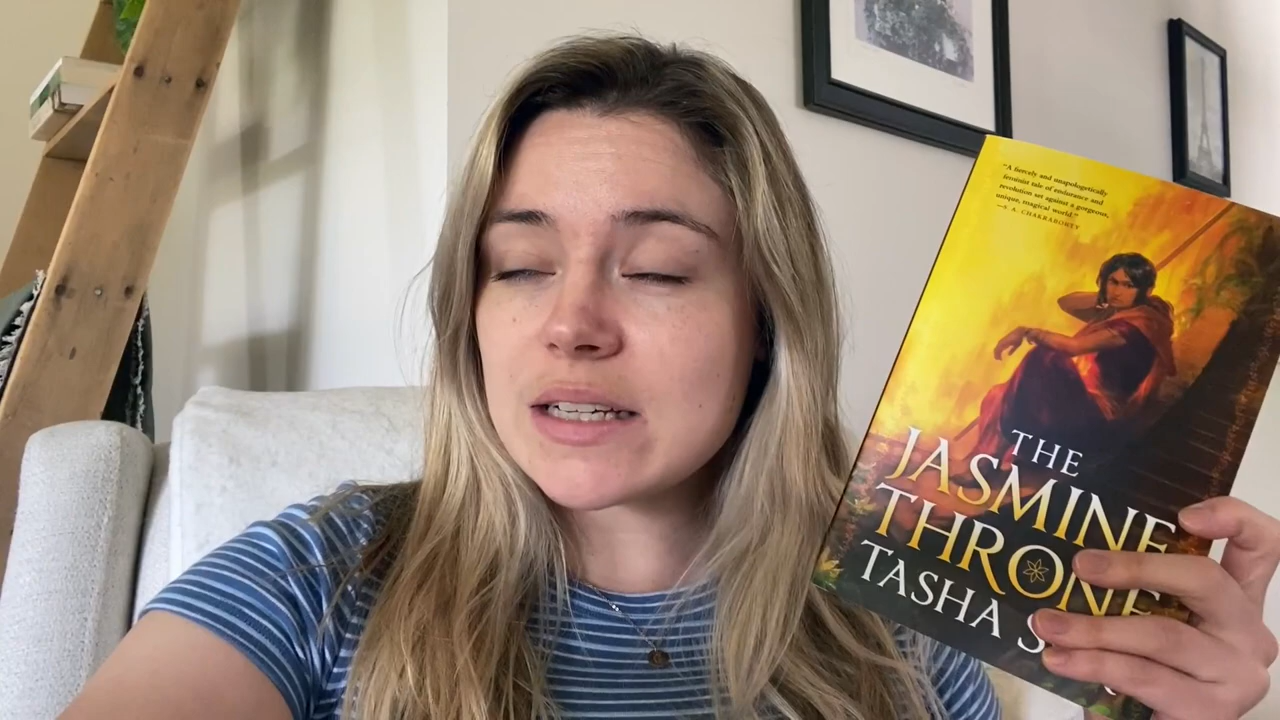 "A fiercely and unapologetically
feminist tale of endurance and
revolution set against a gorgeous,
unique, magical world."
—S. A. CHAKRABORTY
THE
JASMINE
THRONE
TASHA S